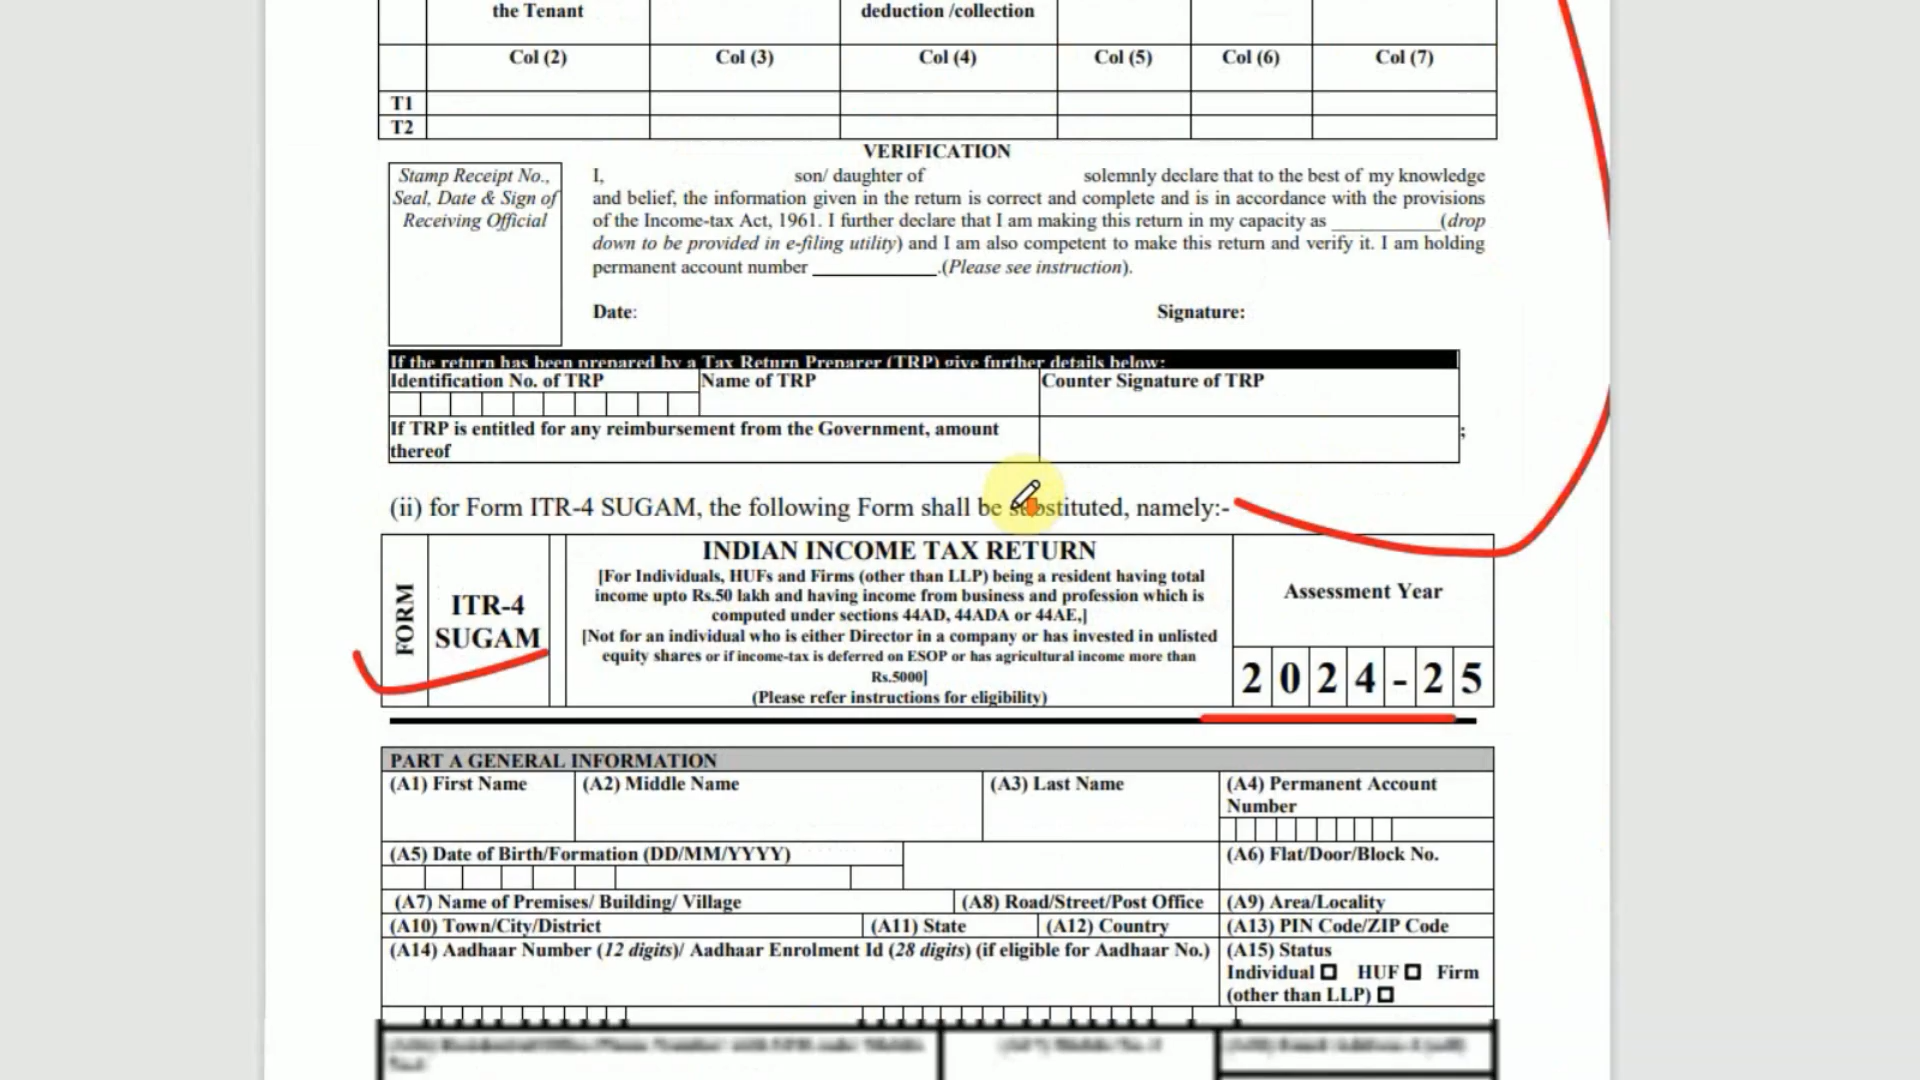 the Tenant
deduction /collection
Col (2) Col (3) Col (4) Col (5) Col (6) Col (7)
T1
T2
VERIFICATION
Stamp Receipt No.,
Seal, Date & Sign of
Receiving Official
I, son/ daughter of solemnly declare that to the best of my knowledge
and belief, the information given in the return is correct and complete and is in accordance with the provisions
of the Income-tax Act, 1961. I further declare that I am making this return in my capacity as ___________(drop
down to be provided in e-filing utility) and I am also competent to make this return and verify it. I am holding
permanent account number ____________.(Please see instruction).
Date: Signature:
If the return has been prepared by a Tax Return Preparer (TRP) give further details below:
Identification No. of TRP Name of TRP Counter Signature of TRP
If TRP is entitled for any reimbursement from the Government, amount
thereof
;
(ii) for Form ITR-4 SUGAM, the following Form shall be substituted, namely:-
FORM
ITR-4
SUGAM
INDIAN INCOME TAX RETURN
[For Individuals, HUFs and Firms (other than LLP) being a resident having total
income upto Rs.50 lakh and having income from business and profession which is
computed under sections 44AD, 44ADA or 44AE,]
[Not for an individual who is either Director in a company or has invested in unlisted
equity shares or if income-tax is deferred on ESOP or has agricultural income more than
Rs.5000]
(Please refer instructions for eligibility)
Assessment Year
2024-25
PART A GENERAL INFORMATION
(A1) First Name (A2) Middle Name (A3) Last Name (A4) Permanent Account
Number
(A5) Date of Birth/Formation (DD/MM/YYYY) (A6) Flat/Door/Block No.
(A7) Name of Premises/ Building/ Village (A8) Road/Street/Post Office (A9) Area/Locality
(A10) Town/City/District (A11) State (A12) Country (A13) PIN Code/ZIP Code
(A14) Aadhaar Number (12 digits)/ Aadhaar Enrolment Id (28 digits) (if eligible for Aadhaar No.) (A15) Status
Individual HUF Firm
(other than LLP)